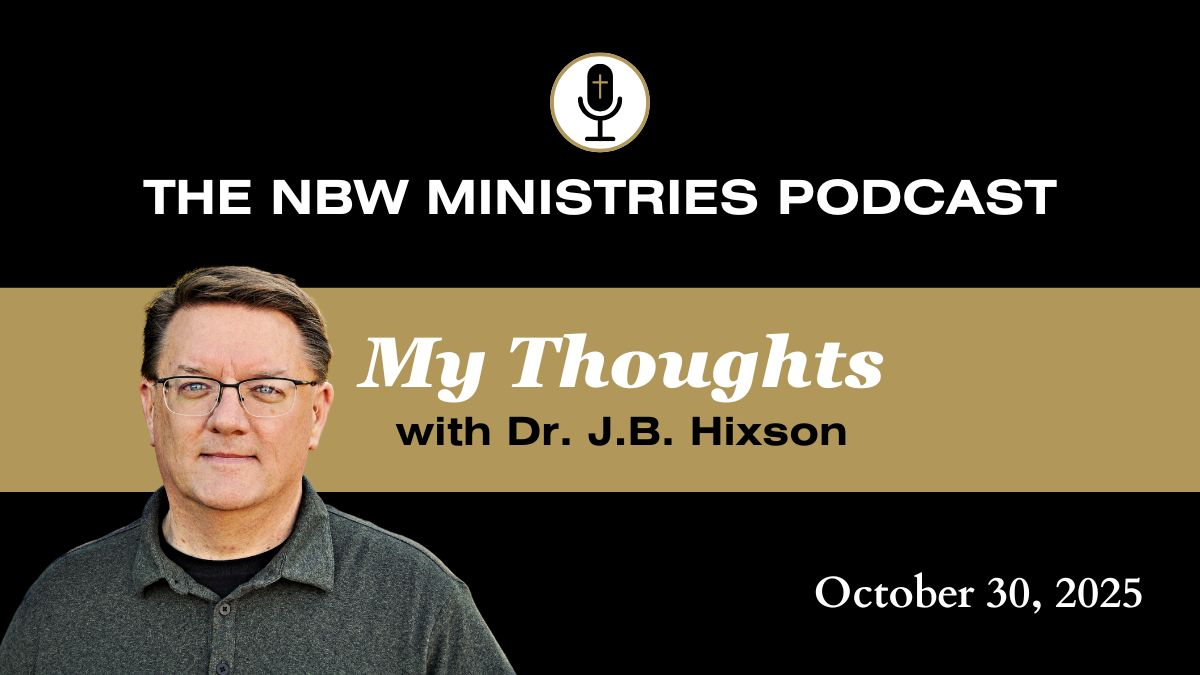 THE NBW MINISTRIES PODCAST
My Thoughts
with Dr. J.B. Hixson
October 30, 2025